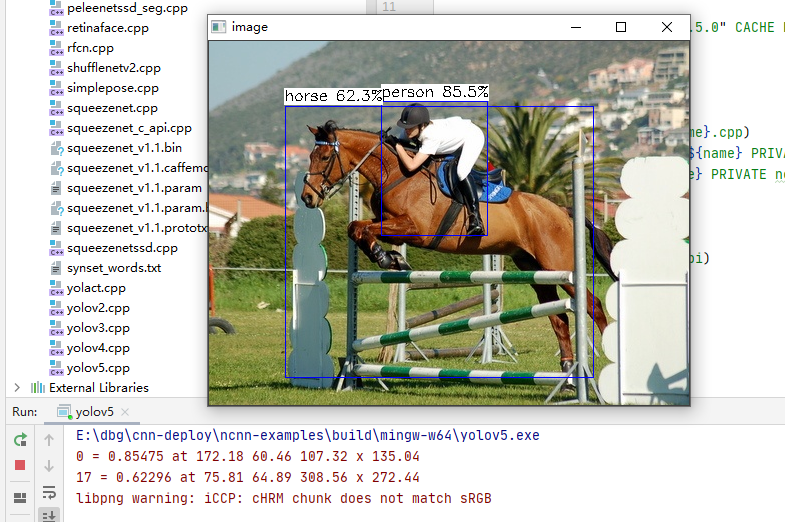 peleenetssd_seg.cpp
retinaface.cpp
rfcn.cpp
shufflenetv2.cpp
simplepose.cpp
squeezenet.cpp
squeezenet_c_api.cpp
squeezenet_v1.1.bin
squeezenet_v1.1.caffemo
squeezenet_v1.1.param
squeezenet_v1.1.param.
squeezenet_v1.1.prototx
squeezenetssd.cpp
synset_words.txt
yolact.cpp
yolov2.cpp
yolov3.cpp
yolov4.cpp
yolov5.cpp
External Libraries
11
image
horse 62.3%
person 85.5%
.5.0" CACHE
me}.cpp)
${name} PRIV
e} PRIVATE n
pi)
Run: yolov5
E:\dbg\cnn-deploy\ncnn-examples\build\mingw-w64\yolov5.exe
0 = 0.85475 at 172.18 60.46 107.32 x 135.04
17 = 0.62296 at 75.81 64.89 308.56 x 272.44
libpng warning: iCCP: cHRM chunk does not match sRGB